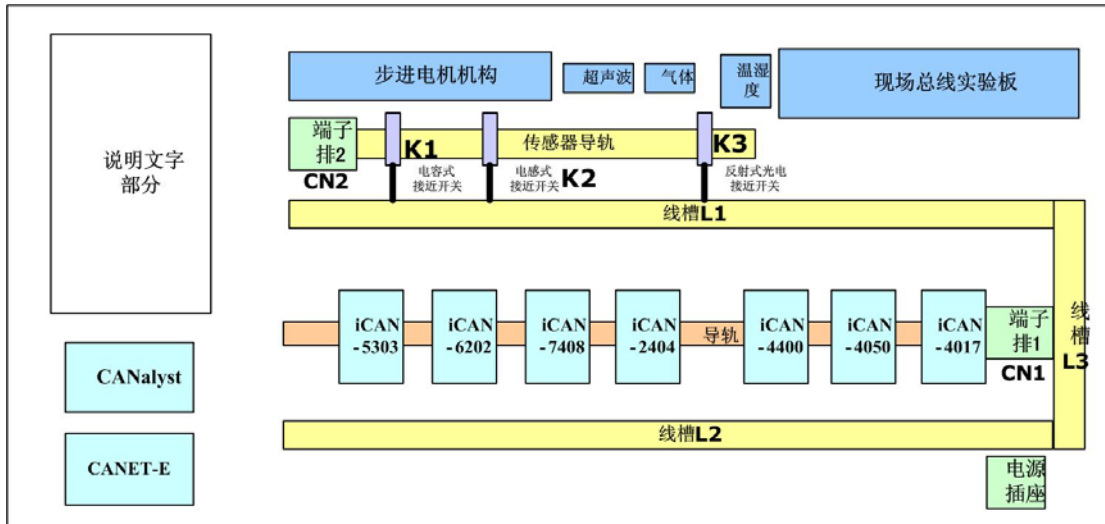 说明文字
部分
步进电机机构
超声波
气体
温湿
度
现场总线实验板
端子
排2
CN2
K1
传感器导轨
K3
电容式
接近开关
电感式
接近开关
K2
反射式光电
接近开关
线槽L1
iCAN
-5303
iCAN
-6202
iCAN
-7408
iCAN
-2404
导轨
iCAN
-4400
iCAN
-4050
iCAN
-4017
端子
排1
CN1
线
槽
L3
CANalyst
CANET-E
线槽L2
电源
插座